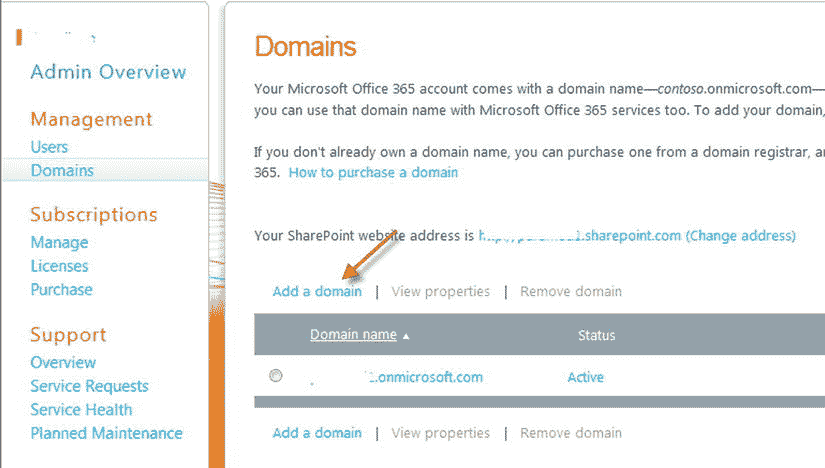 Admin Overview
Management
Users
Domains
Subscriptions
Manage
Licenses
Purchase
Support
Overview
Service Requests
Service Health
Planned Maintenance
Domains
Your Microsoft Office 365 account comes with a domain name—contoso.onmicrosoft.com—
you can use that domain name with Microsoft Office 365 services too. To add your domain,
If you don't already own a domain name, you can purchase one from a domain registrar, a
365. How to purchase a domain
Your SharePoint website address is .sharepoint.com (Change address)
Add a domain | View properties | Remove domain
Domain name ▲ Status
.onmicrosoft.com Active
Add a domain | View properties | Remove domain